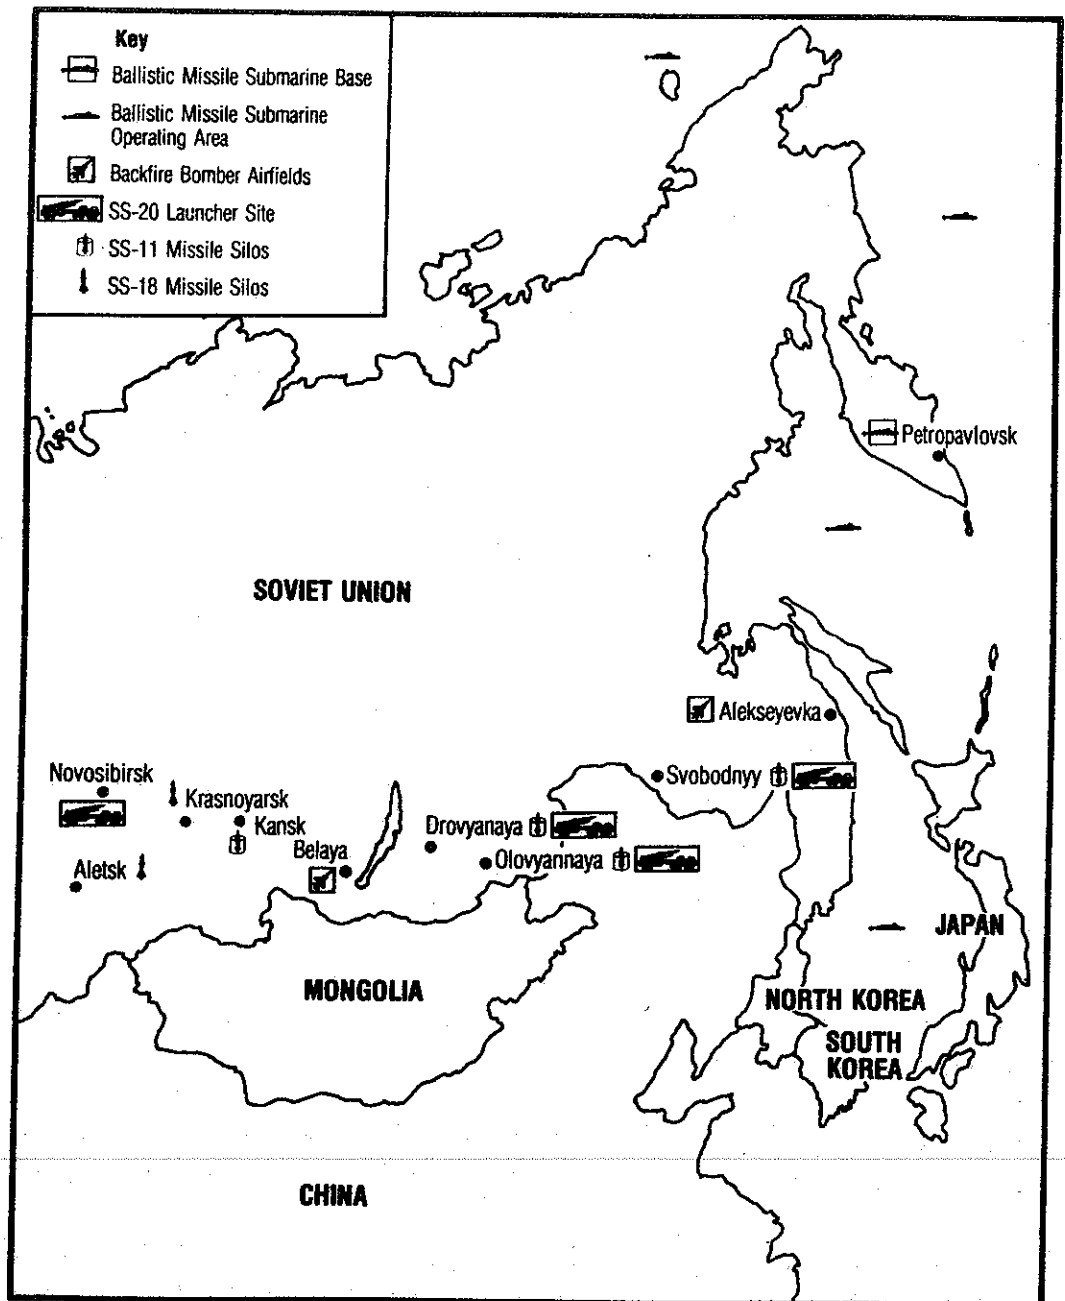 Key
Ballistic Missile Submarine Base
Ballistic Missile Submarine
Operating Area
Backfire Bomber Airfields
SS-20 Launcher Site
SS-11 Missile Silos
SS-18 Missile Silos
Petropavlovsk
SOVIET UNION
Alekseyevka
Novosibirsk
Svobodnyy
Krasnoyarsk
Kansk
Drovyanaya
Belaya
Olovyannaya
Aletsk
JAPAN
MONGOLIA
NORTH KOREA
SOUTH
KOREA
CHINA